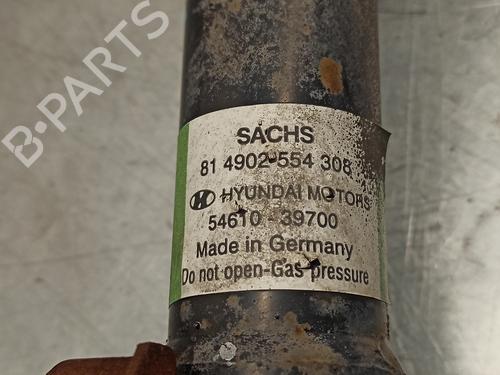 B-PARTS
SACHS
81 4902 554 308
HYUNDAI MOTORS
54610 - 39700
Made in Germany
Do not open-Gas pressure